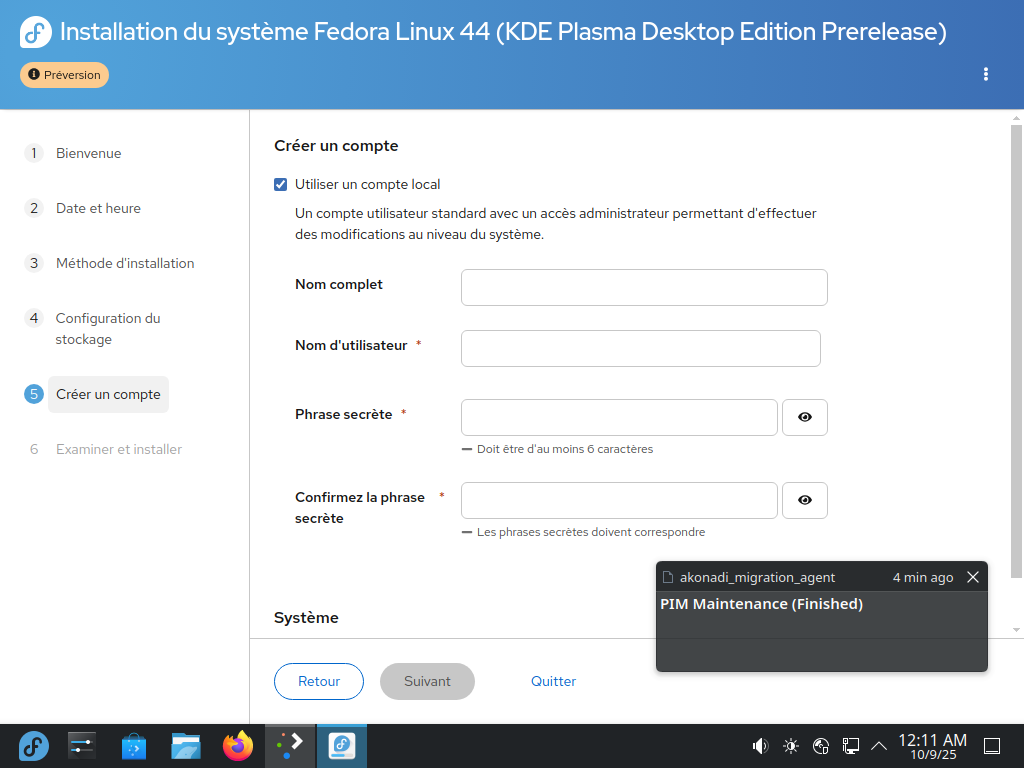 Installation du système Fedora Linux 44 (KDE Plasma Desktop Edition Prerelease)
Préversion
1 Bienvenue
2 Date et heure
3 Méthode d'installation
4 Configuration du
stockage
5 Créer un compte
6 Examiner et installer
Créer un compte
Utiliser un compte local
Un compte utilisateur standard avec un accès administrateur permettant d'effectuer
des modifications au niveau du système.
Nom complet
Nom d'utilisateur *
Phrase secrète *
Doit être d'au moins 6 caractères
Confirmez la phrase *
secrète
Les phrases secrètes doivent correspondre
Système
akonadi_migration_agent 4 min ago
PIM Maintenance (Finished)
Retour Suivant Quitter
12:11 AM
10/9/25